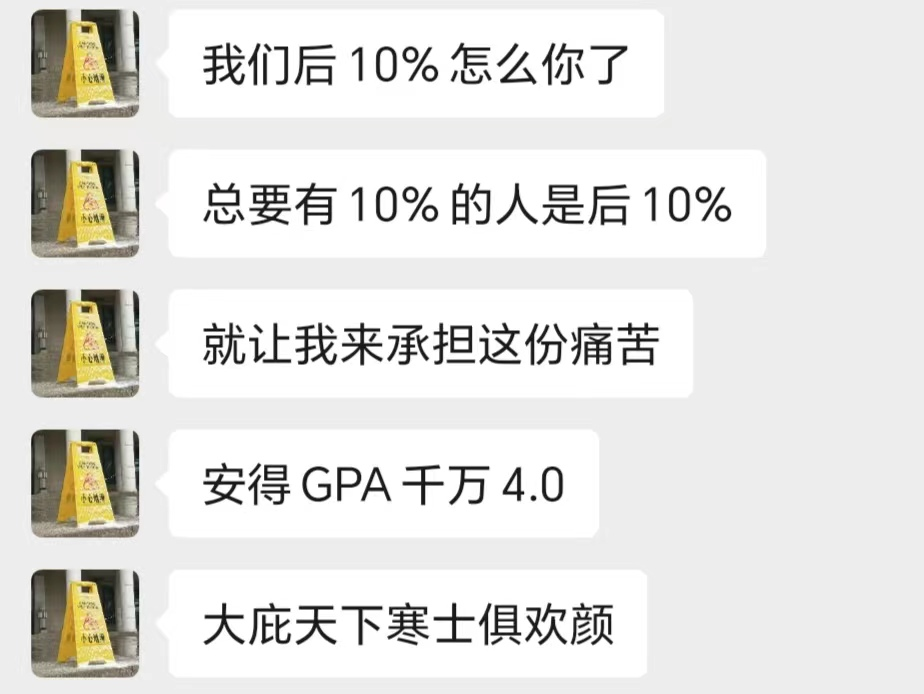 我们后 10% 怎么你了
总要有 10% 的人是后 10%
就让我来承担这份痛苦
安得 GPA 千万 4.0
大庇天下寒士俱欢颜